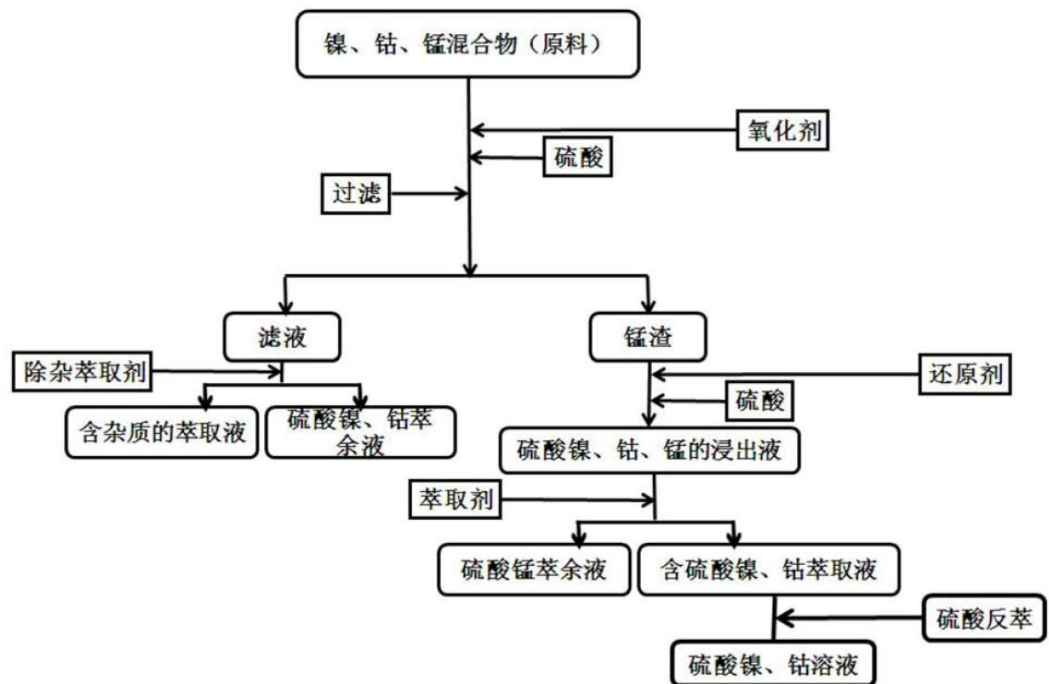 镍、钴、锰混合物（原料）
氧化剂
硫酸
过滤
滤液
锰渣
除杂萃取剂
还原剂
硫酸
含杂质的萃取液
硫酸镍、钴萃
余液
硫酸镍、钴、锰的浸出液
萃取剂
硫酸锰萃余液
含硫酸镍、钴萃取液
硫酸反萃
硫酸镍、钴溶液